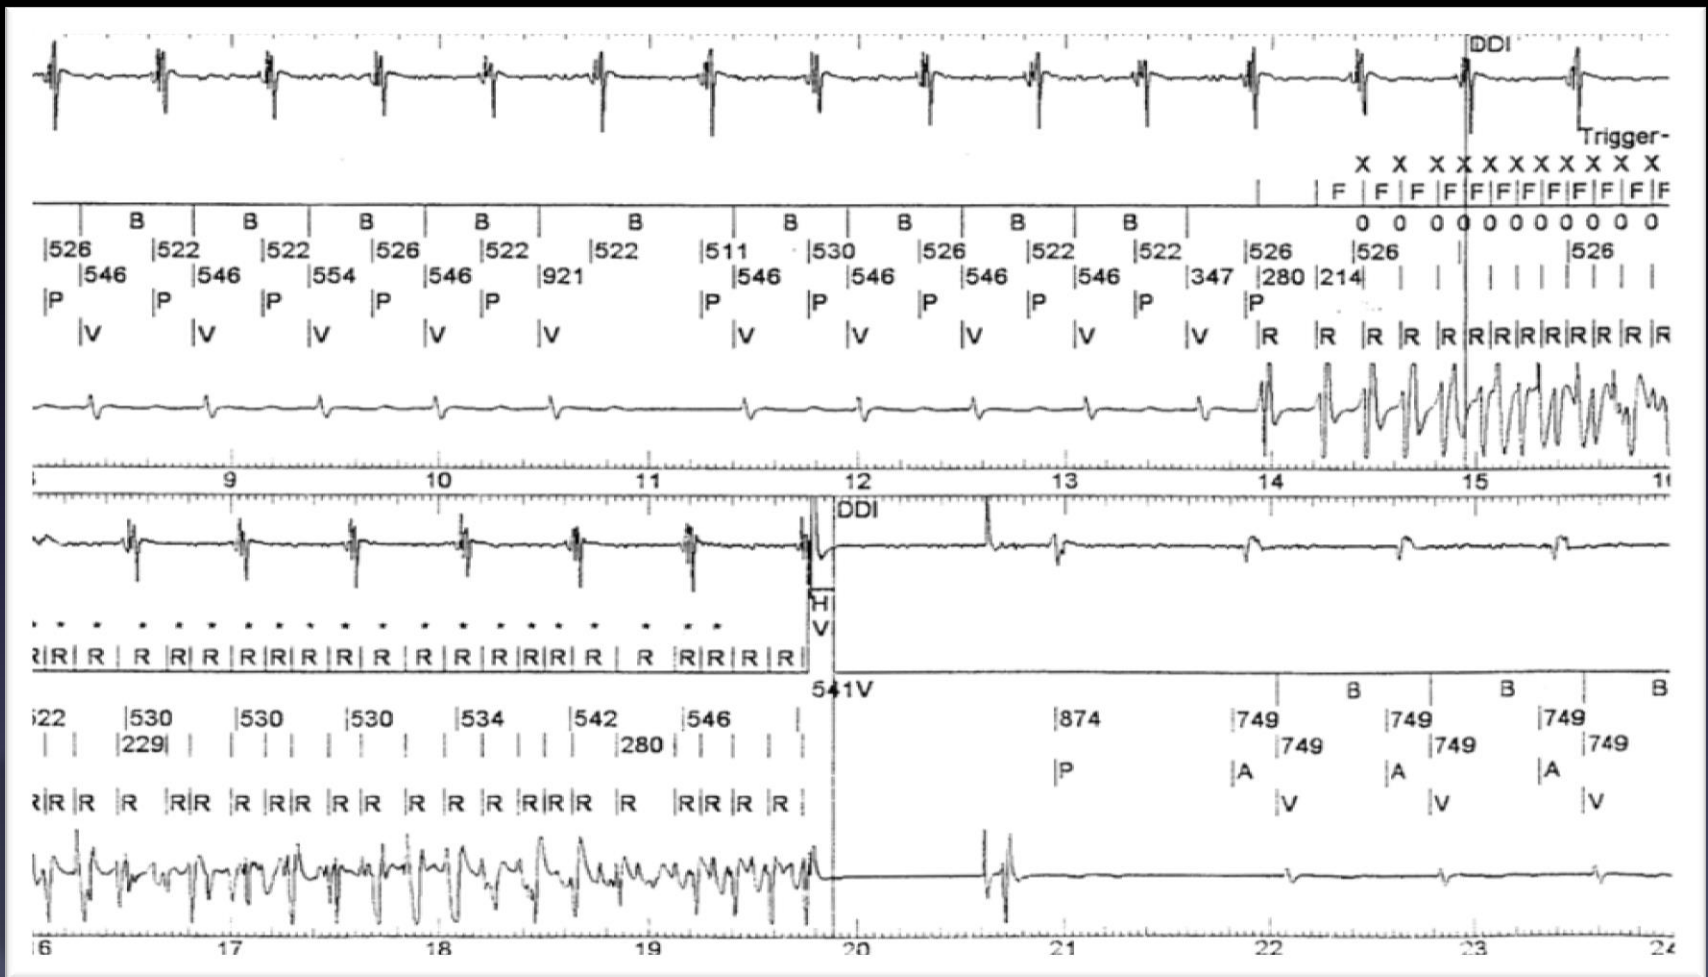 DDI
Trigger-
X X X X X X X X X X X X
F F F F F F F F F F F F
B B B B B B B B B 0 0 0 0 0 0 0 0 0 0 0
526 522 522 526 522 522 511 530 526 522 522 526 526 526
546 546 554 546 921 546 546 546 546 347 280 214
P P P P P P P P P P P
V V V V V V V V V V R R R R R R R R R R R R R R
9 10 11 12 13 14 15
DDI
H
* * * * * * * * * * * * * * * * * * * *
V
R R R R R R R R R R R R R R R R R R R R R R
541V B B B
530 530 530 534 542 546 874 749 749 749
229 280 749 749 749
P A A A
R R R R R R R R R R R R R R R R R R R R R V V V
17 18 19 20 21 22 23 24